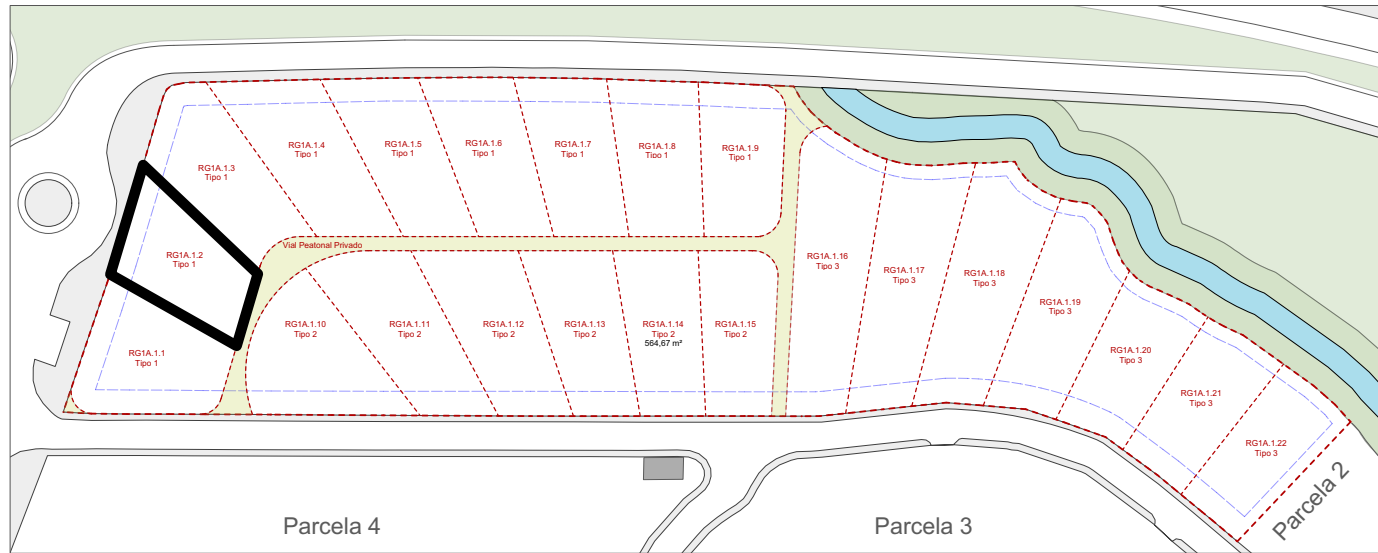 RG1A.1.4
Tipo 1
RG1A.1.5
Tipo 1
RG1A.1.6
Tipo 1
RG1A.1.7
Tipo 1
RG1A.1.8
Tipo 1
RG1A.1.9
Tipo 1
RG1A.1.3
Tipo 1
RG1A.1.2
Tipo 1
Vial Peatonal Privado
RG1A.1.16
Tipo 3
RG1A.1.17
Tipo 3
RG1A.1.18
Tipo 3
RG1A.1.19
Tipo 3
RG1A.1.1
Tipo 1
RG1A.1.10
Tipo 2
RG1A.1.11
Tipo 2
RG1A.1.12
Tipo 2
RG1A.1.13
Tipo 2
RG1A.1.14
Tipo 2
564,67 m²
RG1A.1.15
Tipo 2
RG1A.1.20
Tipo 3
RG1A.1.21
Tipo 3
RG1A.1.22
Tipo 3
Parcela 4
Parcela 3
Parcela 2